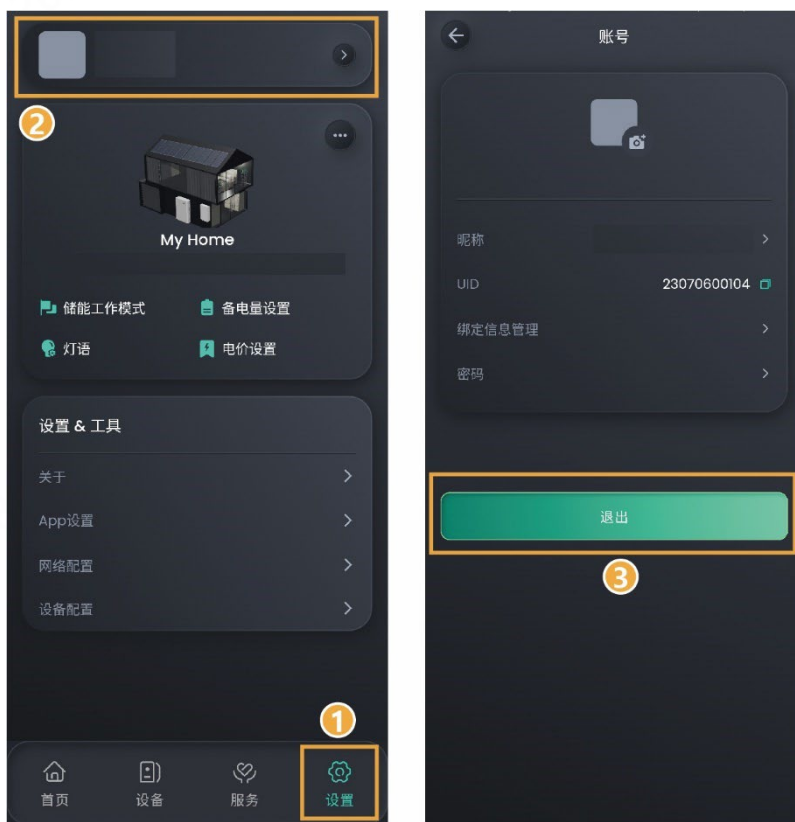 2
My Home
储能工作模式 备电量设置
灯语 电价设置
设置 & 工具
关于
App设置
网络配置
设备配置
1
首页 设备 服务 设置
账号
昵称
UID 23070600104
绑定信息管理
密码
退出
3